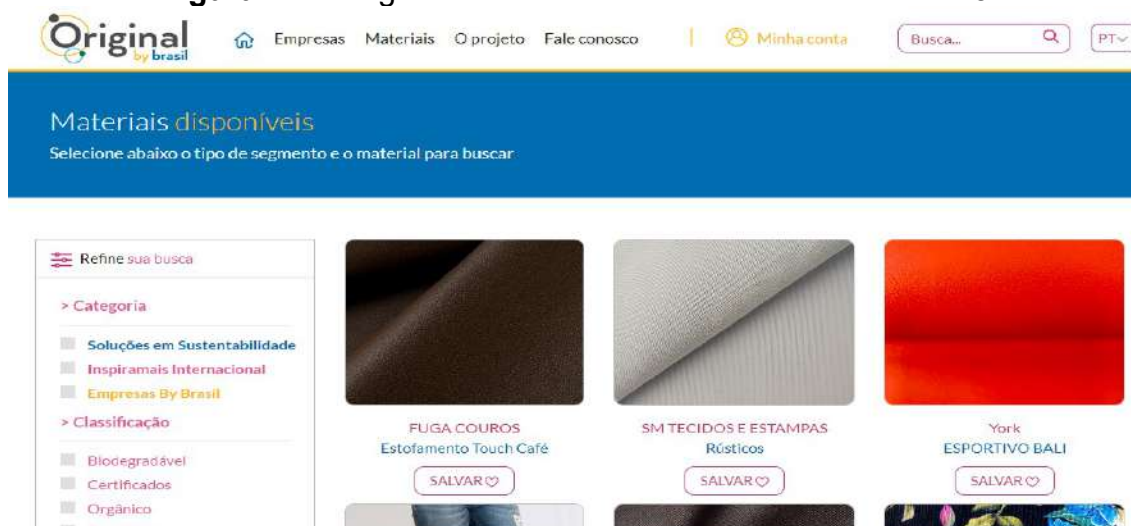 Original
by brasil
Empresas Materiais O projeto Fale conosco | Minha conta Busca... PT
Materiais disponíveis
Selecione abaixo o tipo de segmento e o material para buscar
Refine sua busca
> Categoria
Soluções em Sustentabilidade
Inspiramais Internacional
Empresas By Brasil
> Classificação
Biodegradável
Certificados
Orgânico
FUGA COUROS
Estofamento Touch Café
SALVAR
SM TECIDOS E ESTAMPAS
Rústicos
SALVAR
York
ESPORTIVO BALI
SALVAR